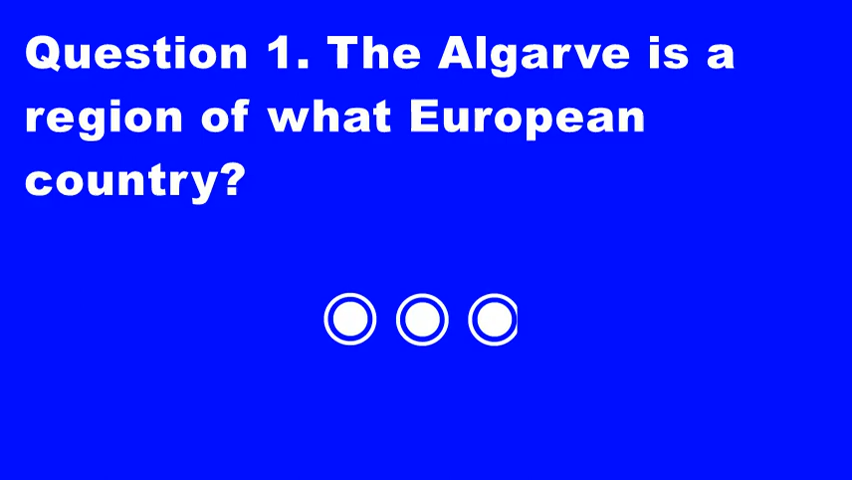 Question 1. The Algarve is a
region of what European
country?